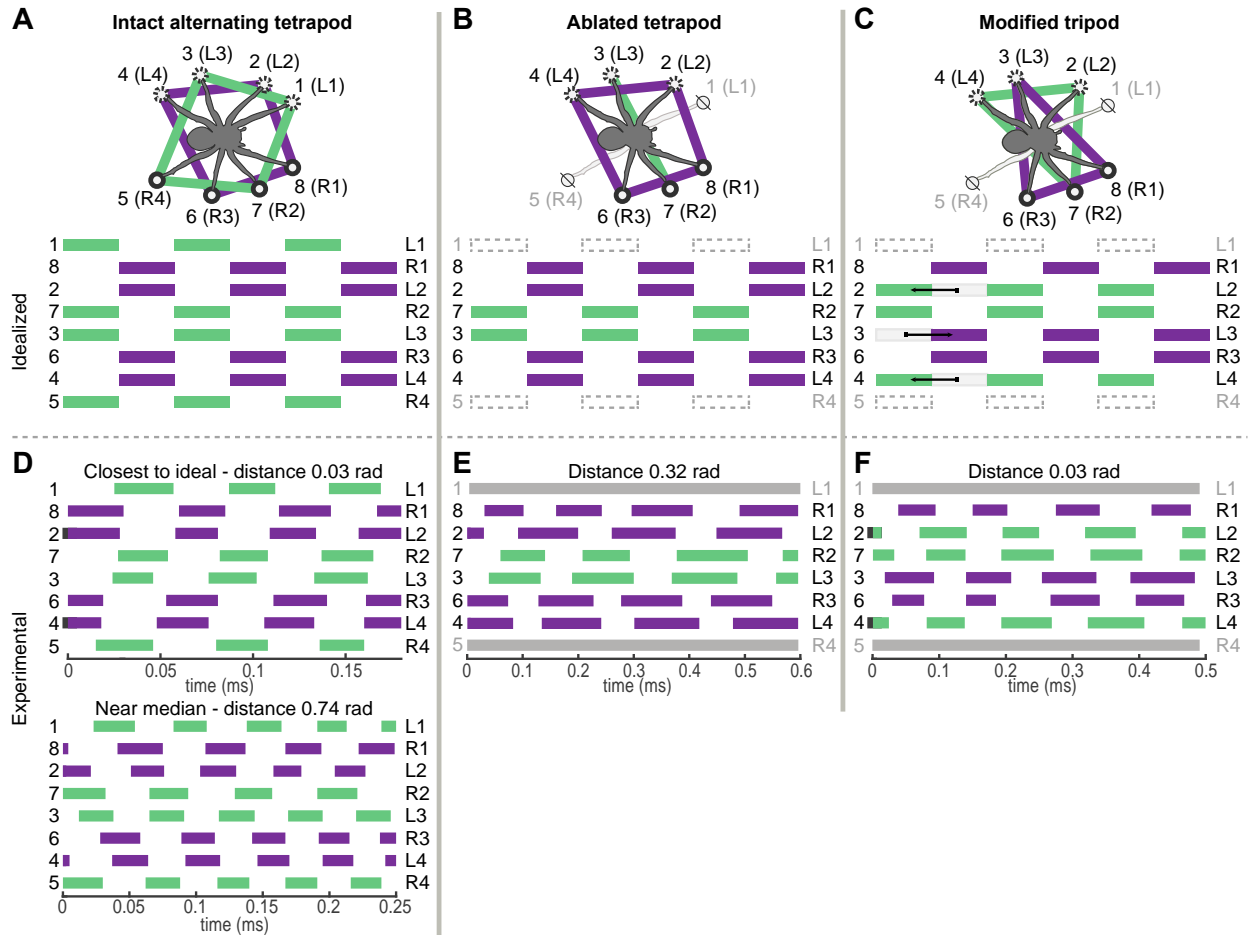 A Intact alternating tetrapod
3 (L3)
2 (L2)
4 (L4)
1 (L1)
8 (R1)
5 (R4)
7 (R2)
6 (R3)
Idealized
1 L1
8 R1
2 L2
7 R2
3 L3
6 R3
4 L4
5 R4
B Ablated tetrapod
3 (L3)
2 (L2)
4 (L4)
1 (L1)
8 (R1)
5 (R4)
7 (R2)
6 (R3)
1 L1
8 R1
2 L2
7 R2
3 L3
6 R3
4 L4
5 R4
C Modified tripod
3 (L3)
2 (L2)
4 (L4)
1 (L1)
8 (R1)
5 (R4)
7 (R2)
6 (R3)
1 L1
8 R1
2 L2
7 R2
3 L3
6 R3
4 L4
5 R4
Experimental
D Closest to ideal - distance 0.03 rad
1 L1
8 R1
2 L2
7 R2
3 L3
6 R3
4 L4
5 R4
0 0.05 0.1 0.15
time (ms)
Near median - distance 0.74 rad
1 L1
8 R1
2 L2
7 R2
3 L3
6 R3
4 L4
5 R4
0 0.05 0.1 0.15 0.2 0.25
time (ms)
E Distance 0.32 rad
1 L1
8 R1
2 L2
7 R2
3 L3
6 R3
4 L4
5 R4
0 0.1 0.2 0.3 0.4 0.5 0.6
time (ms)
F Distance 0.03 rad
1 L1
8 R1
2 L2
7 R2
3 L3
6 R3
4 L4
5 R4
0 0.1 0.2 0.3 0.4 0.5
time (ms)